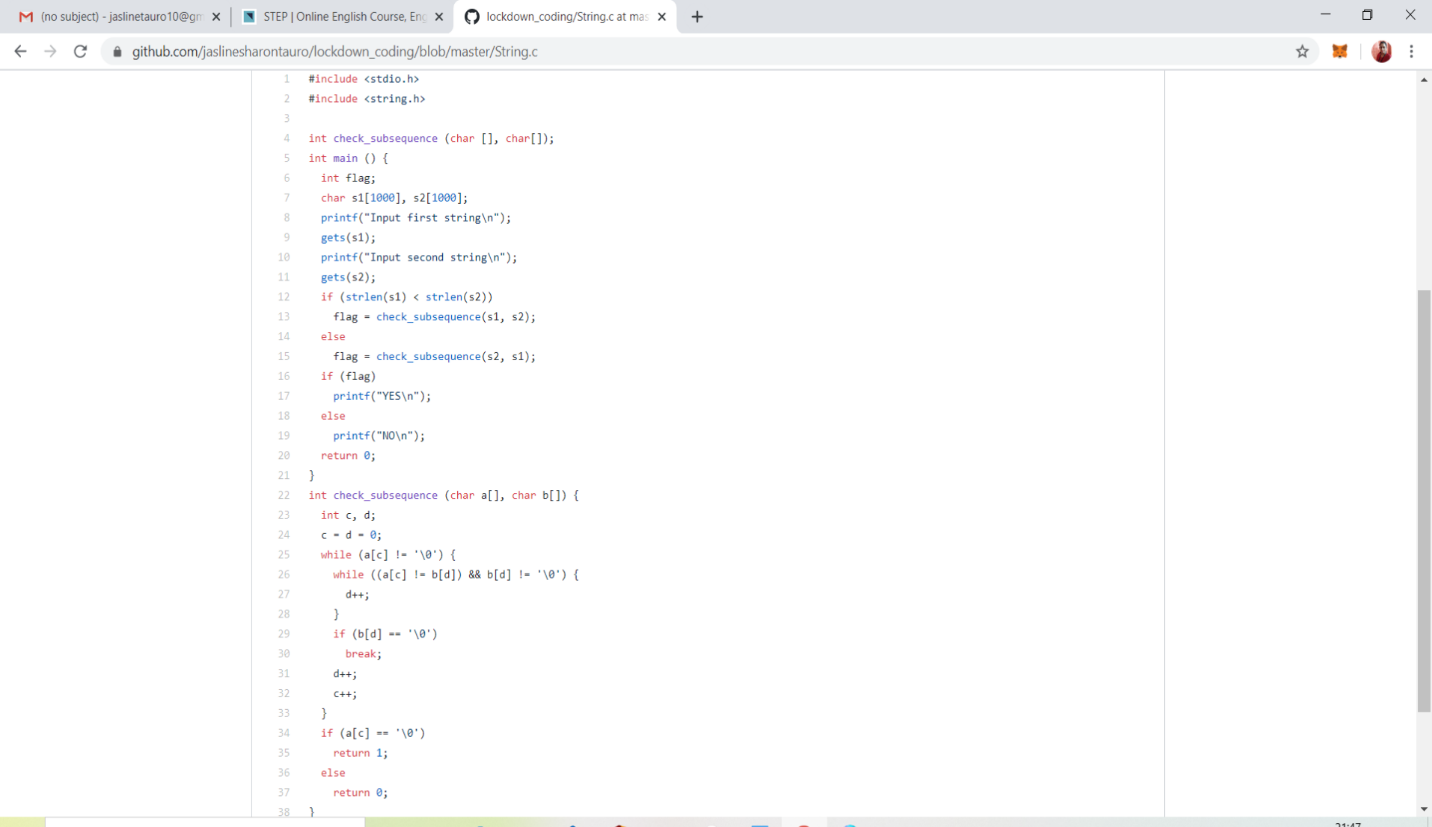 (no subject) - jaslinetauro10@gm
STEP | Online English Course, Eng
lockdown_coding/String.c at mas
github.com/jaslinesharontauro/lockdown_coding/blob/master/String.c
1 #include <stdio.h>
2 #include <string.h>
3
4 int check_subsequence (char [], char[]);
5 int main () {
6 int flag;
7 char s1[1000], s2[1000];
8 printf("Input first string\n");
9 gets(s1);
10 printf("Input second string\n");
11 gets(s2);
12 if (strlen(s1) < strlen(s2))
13 flag = check_subsequence(s1, s2);
14 else
15 flag = check_subsequence(s2, s1);
16 if (flag)
17 printf("YES\n");
18 else
19 printf("NO\n");
20 return 0;
21 }
22 int check_subsequence (char a[], char b[]) {
23 int c, d;
24 c = d = 0;
25 while (a[c] != '\0') {
26 while ((a[c] != b[d]) && b[d] != '\0') {
27 d++;
28 }
29 if (b[d] == '\0')
30 break;
31 d++;
32 c++;
33 }
34 if (a[c] == '\0')
35 return 1;
36 else
37 return 0;
38 }
21:47